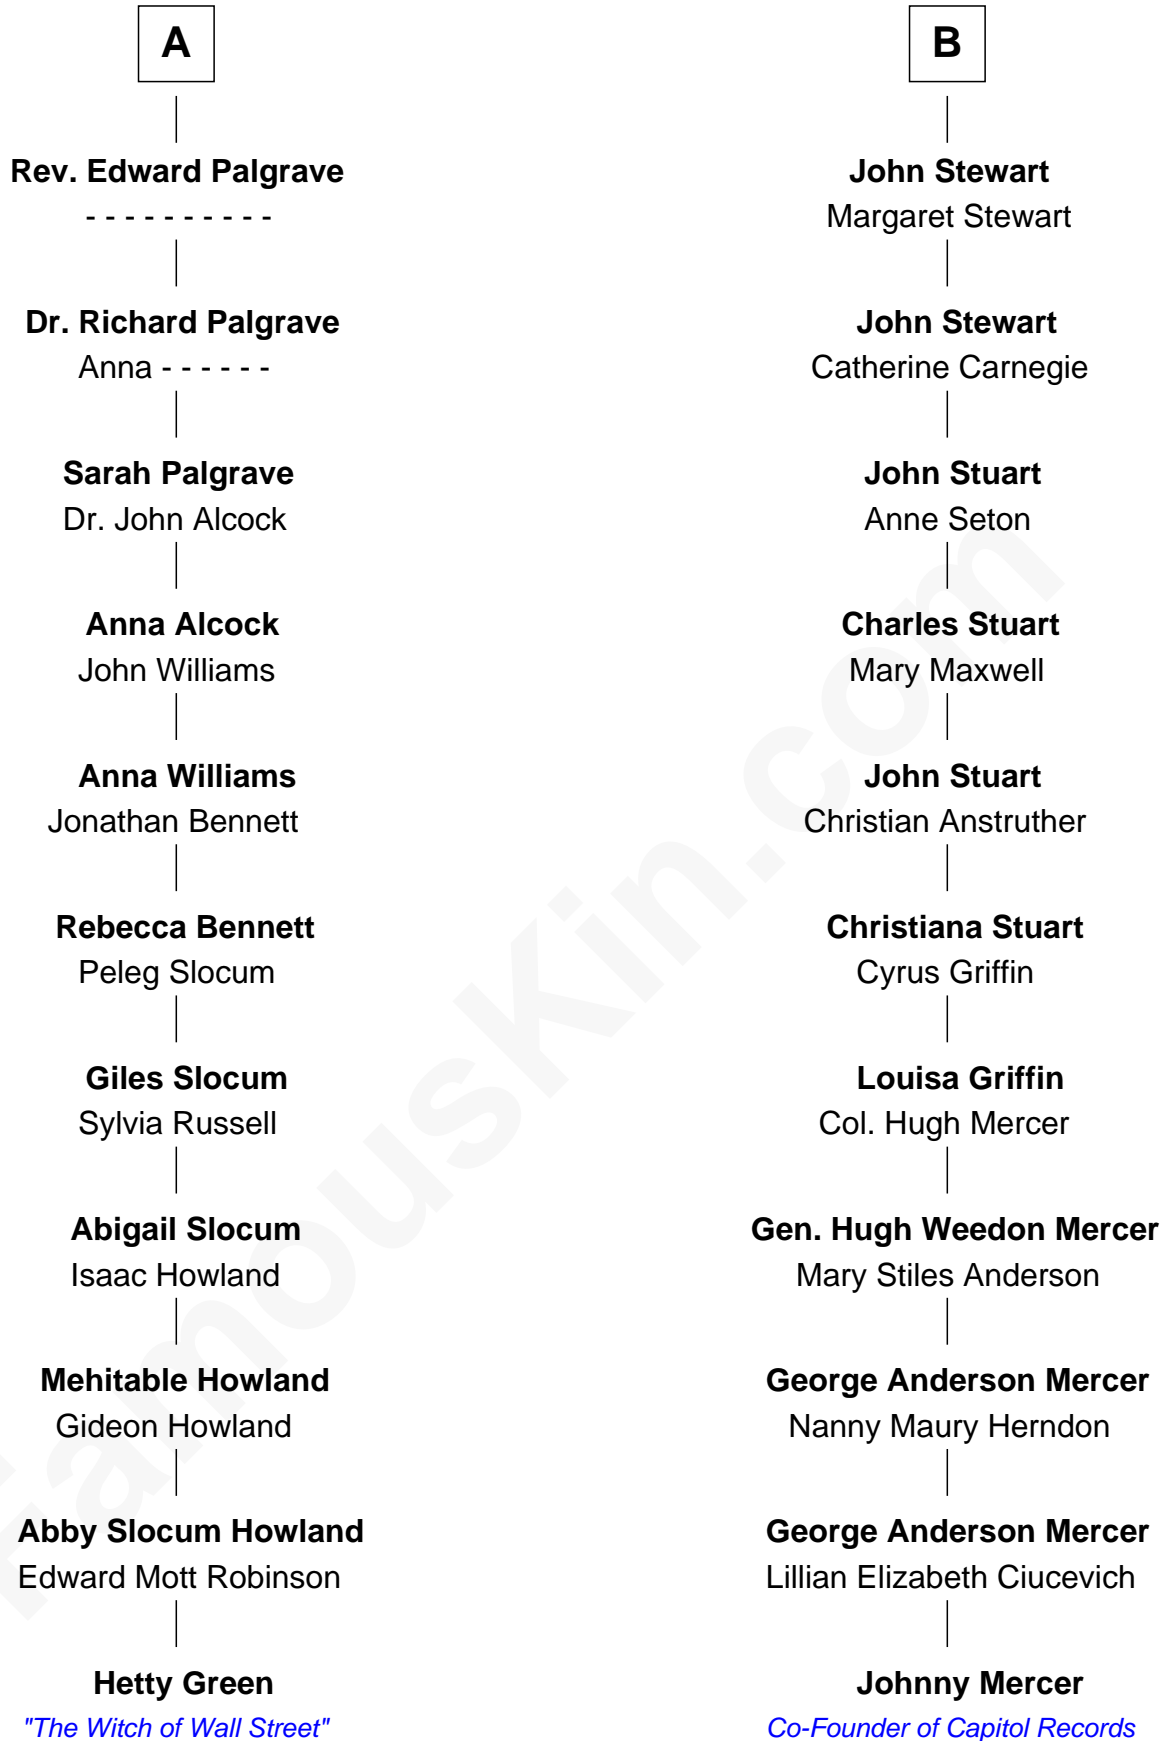 A
Rev. Edward Palgrave
- - - - - - - - - -
Dr. Richard Palgrave
Anna - - - - - -
Sarah Palgrave
Dr. John Alcock
Anna Alcock
John Williams
Anna Williams
Jonathan Bennett
Rebecca Bennett
Peleg Slocum
Giles Slocum
Sylvia Russell
Abigail Slocum
Isaac Howland
Mehitable Howland
Gideon Howland
Abby Slocum Howland
Edward Mott Robinson
Hetty Green
"The Witch of Wall Street"
B
John Stewart
Margaret Stewart
John Stewart
Catherine Carnegie
John Stuart
Anne Seton
Charles Stuart
Mary Maxwell
John Stuart
Christian Anstruther
Christiana Stuart
Cyrus Griffin
Louisa Griffin
Col. Hugh Mercer
Gen. Hugh Weedon Mercer
Mary Stiles Anderson
George Anderson Mercer
Nanny Maury Herndon
George Anderson Mercer
Lillian Elizabeth Ciucevich
Johnny Mercer
Co-Founder of Capitol Records
FamousKin.com